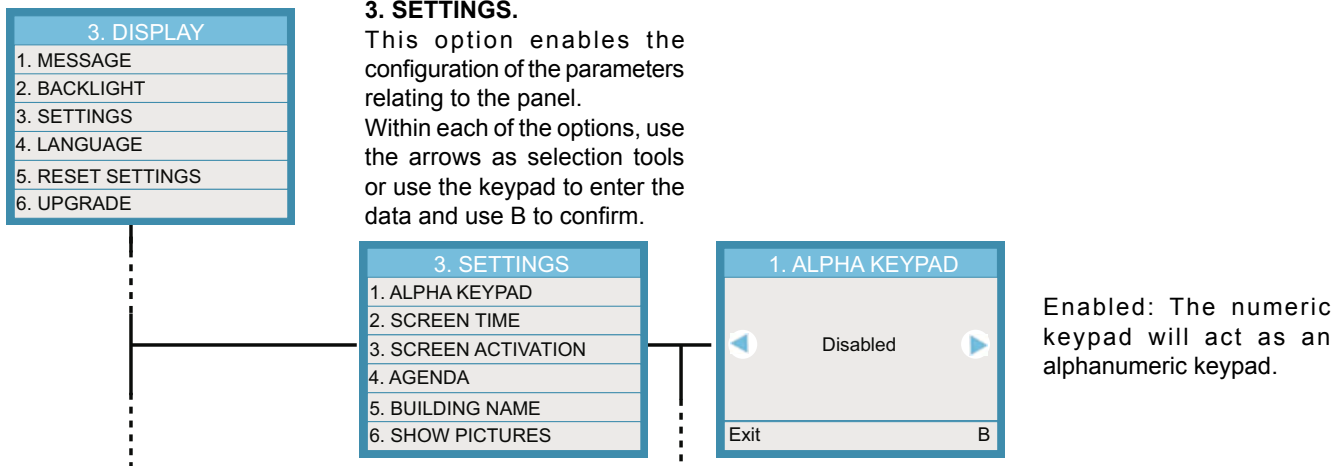 3. DISPLAY
1. MESSAGE
2. BACKLIGHT
3. SETTINGS
4. LANGUAGE
5. RESET SETTINGS
6. UPGRADE
3. SETTINGS.
This option enables the
configuration of the parameters
relating to the panel.
Within each of the options, use
the arrows as selection tools
or use the keypad to enter the
data and use B to confirm.
3. SETTINGS
1. ALPHA KEYPAD
2. SCREEN TIME
3. SCREEN ACTIVATION
4. AGENDA
5. BUILDING NAME
6. SHOW PICTURES
1. ALPHA KEYPAD
Disabled
Exit B
Enabled: The numeric
keypad will act as an
alphanumeric keypad.